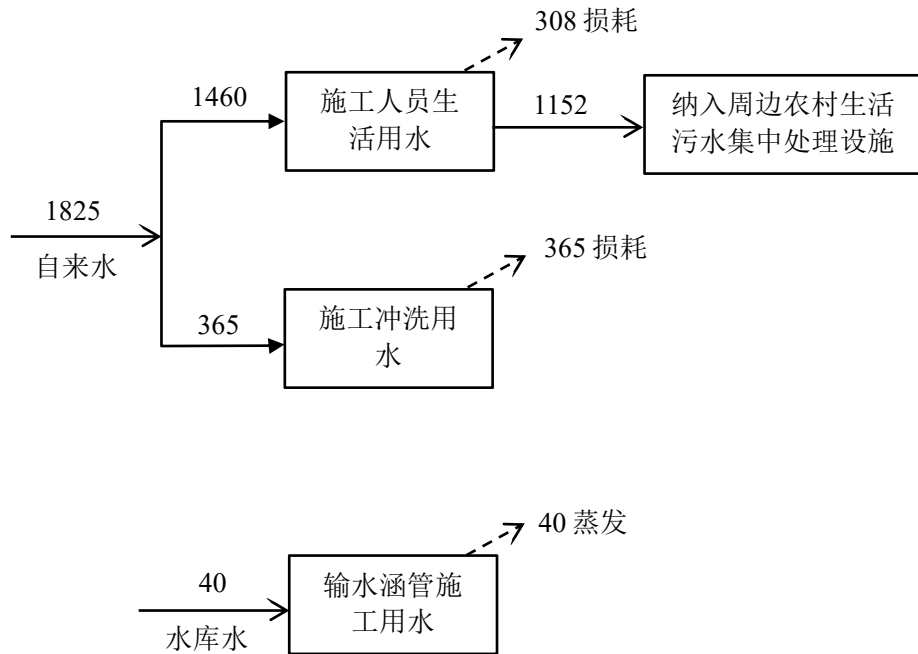 308 损耗
1460
施工人员生
活用水
1152
纳入周边农村生活
污水集中处理设施
1825
自来水
365 损耗
365
施工冲洗用
水
40 蒸发
40
水库水
输水涵管施
工用水